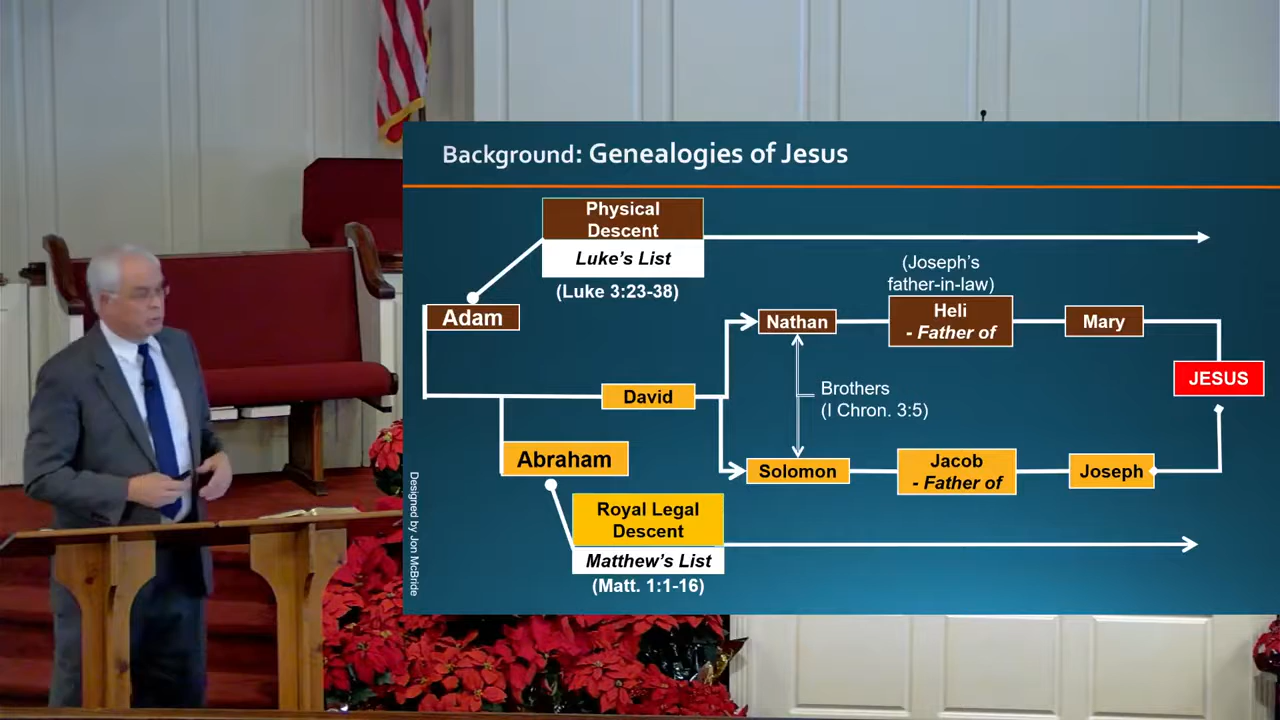 Background: Genealogies of Jesus
Physical
Descent
Luke's List
(Luke 3:23-38)
(Joseph's
father-in-law)
Adam
Nathan
Heli
- Father of
Mary
JESUS
David
Brothers
(I Chron. 3:5)
Abraham
Solomon
Jacob
- Father of
Joseph
Royal Legal
Descent
Matthew's List
(Matt. 1:1-16)
Designed by Jon McBride